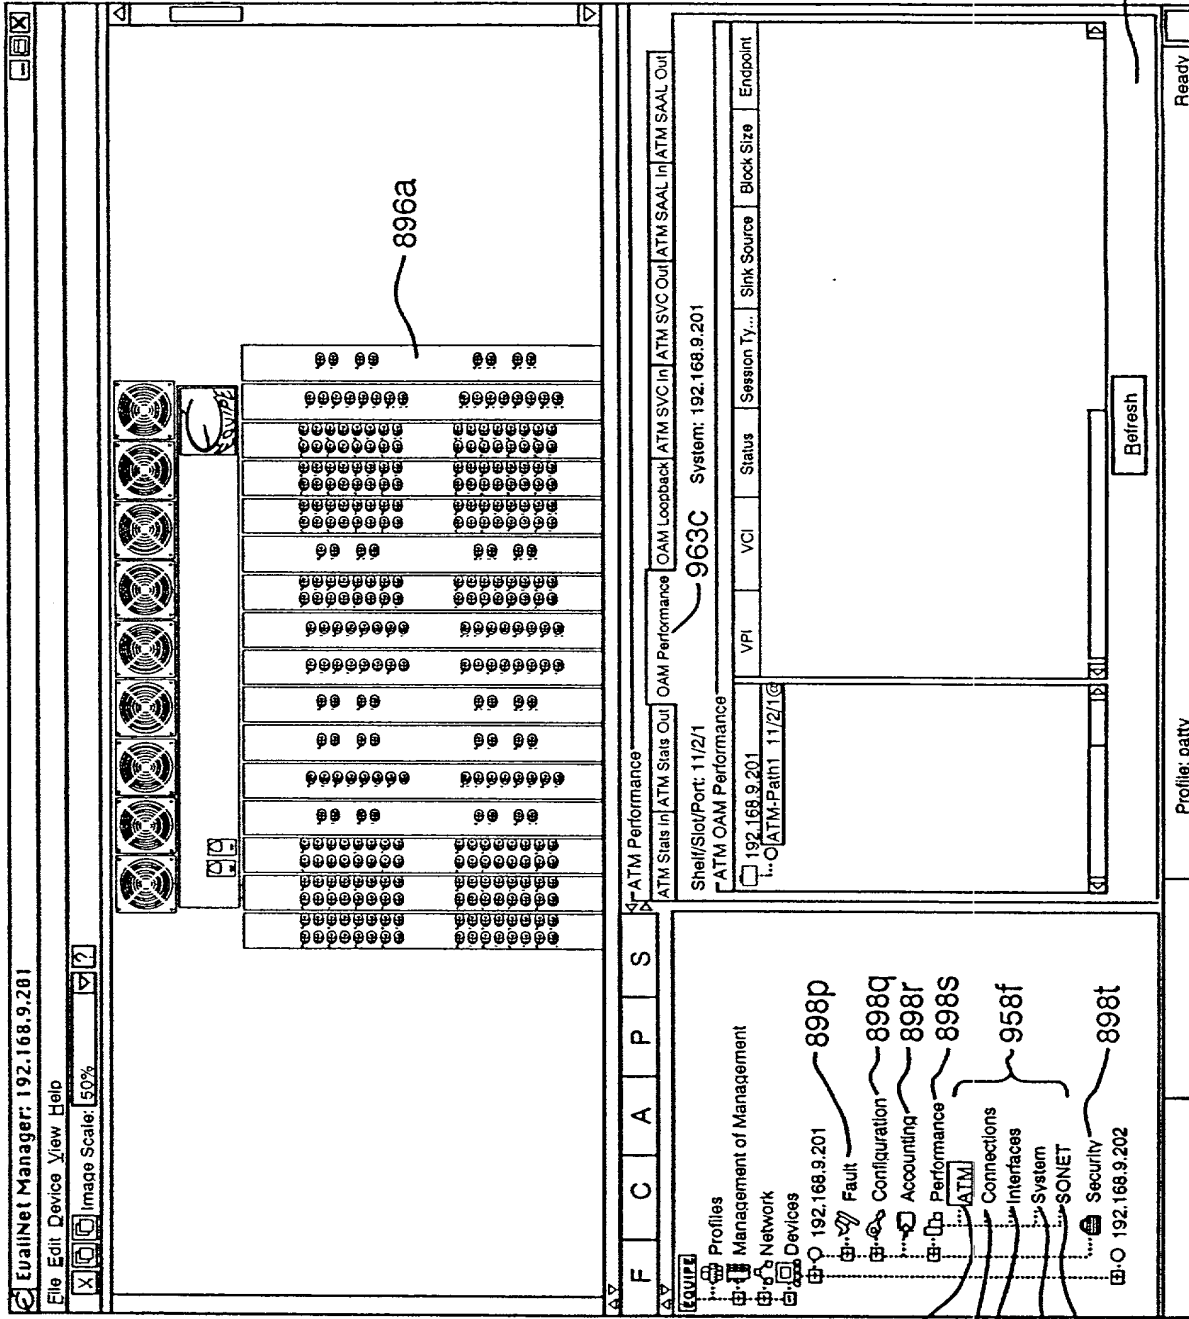 EualiNet Manager: 192.168.9.201
File Edit Device View Help
Image Scale: 50% ?
EQUIPE
896a
F C A P S
EQUIPE
Profiles
Management of Management
Network
Devices
192.168.9.201
898p
Fault
898q
Configuration
898r
Accounting
898s
Performance
ATM
Connections
958f
Interfaces
System
SONET
898t
Security
192.168.9.202
ATM Performance
ATM Stats In ATM Stats Out OAM Performance OAM Loopback ATM SVC In ATM SVC Out ATM SAAL In ATM SAAL Out
963C
Shelf/Slot/Port: 11/2/1 System: 192.168.9.201
ATM OAM Performance
192.168.9.201
ATM-Path1 11/2/1@
VPI VCI Status Session Ty... Sink Source Block Size Endpoint
Refresh
Profile: patty Ready